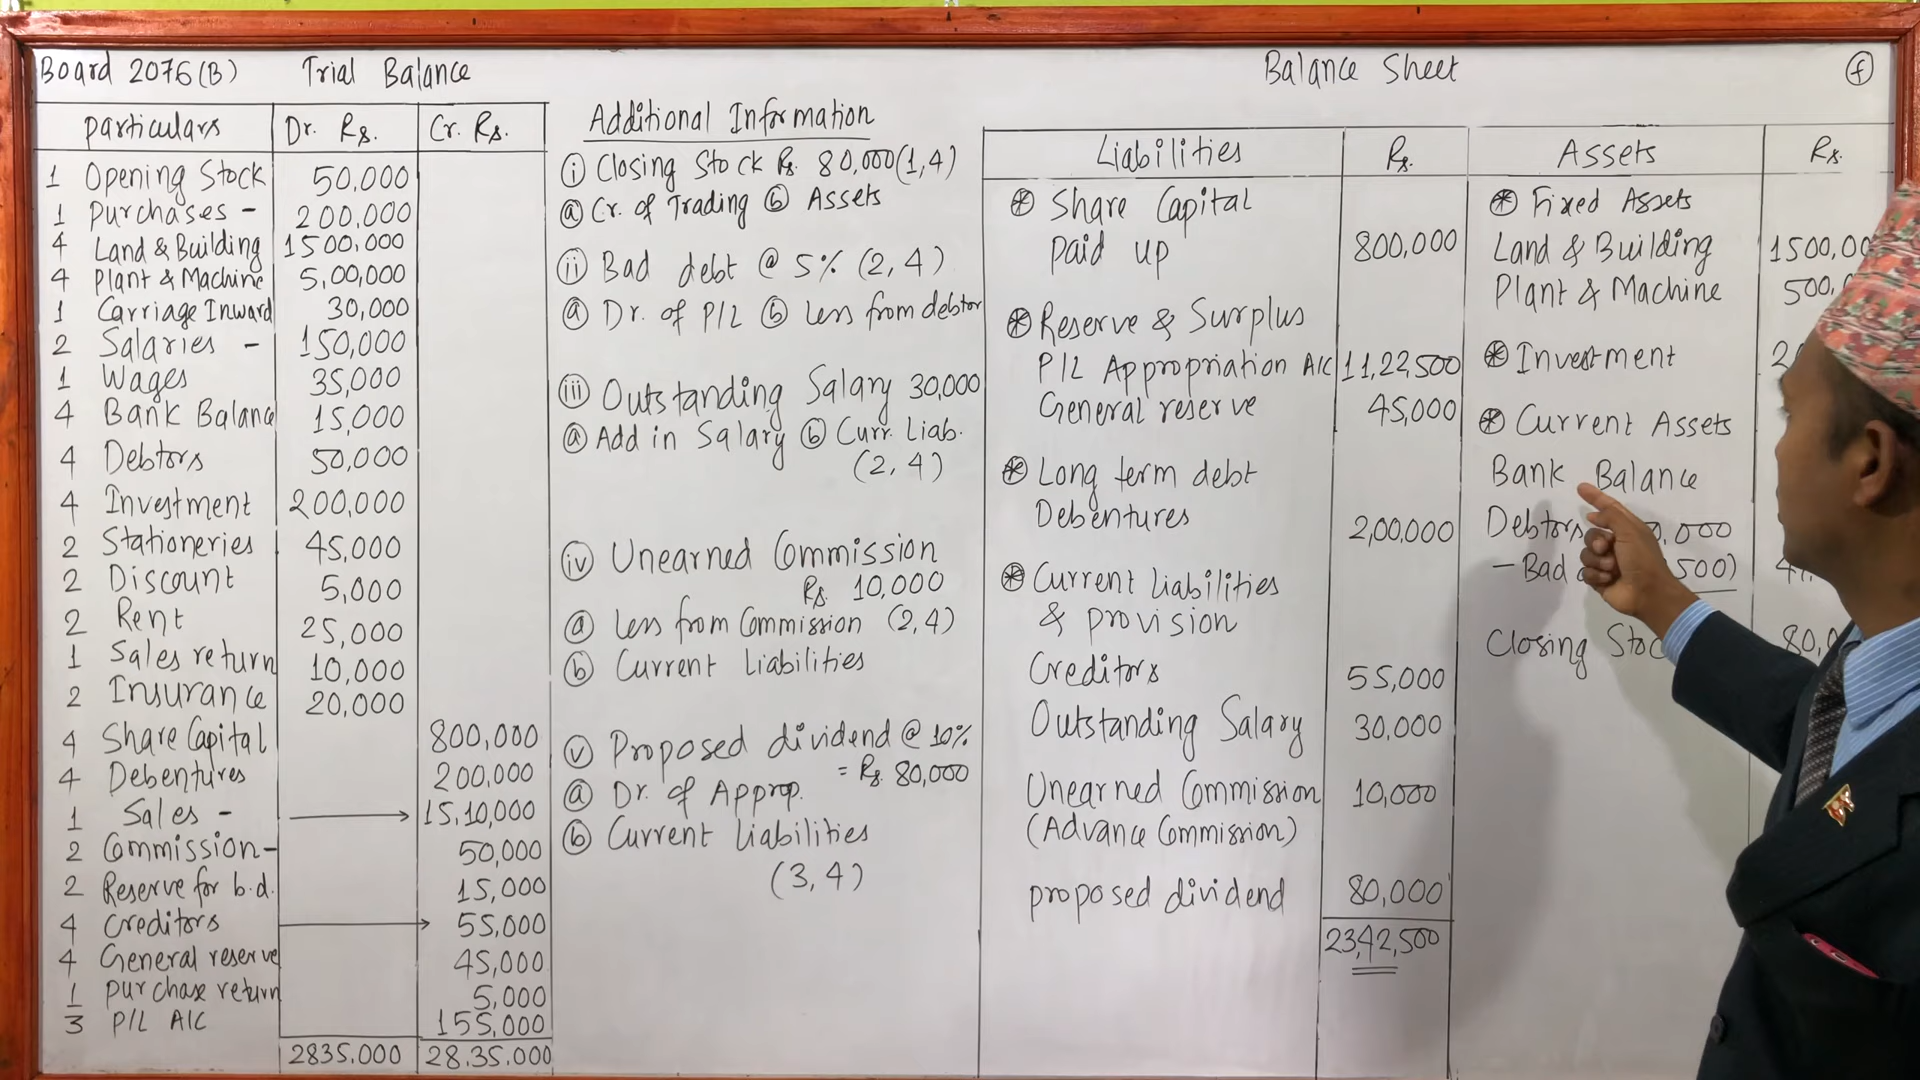 Board 2076(B) Trial Balance
particulars Dr. Rs. Cr. Rs.
1 Opening Stock 50,000
1 Purchases - 200,000
4 Land & Building 1500,000
4 Plant & Machine 5,00,000
1 Carriage Inward 30,000
2 Salaries - 150,000
1 Wages 35,000
4 Bank Balance 15,000
4 Debtors 50,000
4 Investment 200,000
2 Stationeries 45,000
2 Discount 5,000
2 Rent 25,000
1 Sales return 10,000
2 Insurance 20,000
4 Share Capital 800,000
4 Debentures 200,000
1 Sales - 15,10,000
2 Commission - 50,000
2 Reserve for b.d. 15,000
4 Creditors 55,000
4 General reserve 45,000
1 purchase return 5,000
3 P/L A/C 155,000
2835,000 28,35,000
Additional Information
(i) Closing Stock Rs. 80,000 (1,4)
(a) Cr. of Trading (b) Assets
(ii) Bad debt @ 5% (2,4)
(a) Dr. of P/L (b) Less from debtor
(iii) Outstanding Salary 30,000
(a) Add in Salary (b) Curr. Liab.
(2,4)
(iv) Unearned Commission
Rs. 10,000
(a) Less from Commission (2,4)
(b) Current Liabilities
(v) Proposed dividend @ 10%
= Rs. 80,000
(a) Dr. of Approp.
(b) Current Liabilities
(3,4)
Balance Sheet (f)
Liabilities Rs. Assets Rs.
* Share Capital
Paid up 800,000
* Reserve & Surplus
P/L Appropriation A/C 11,22,500
General reserve 45,000
* Long term debt
Debentures 2,00,000
* Current Liabilities
& provision
Creditors 55,000
Outstanding Salary 30,000
Unearned Commission 10,000
(Advance Commission)
proposed dividend 80,000
2342,500
* Fixed Assets
Land & Building 1500,00
Plant & Machine 500,
* Investment
* Current Assets
Bank Balance
Debtors 0,000
- Bad 500)
Closing Stoc 80,0